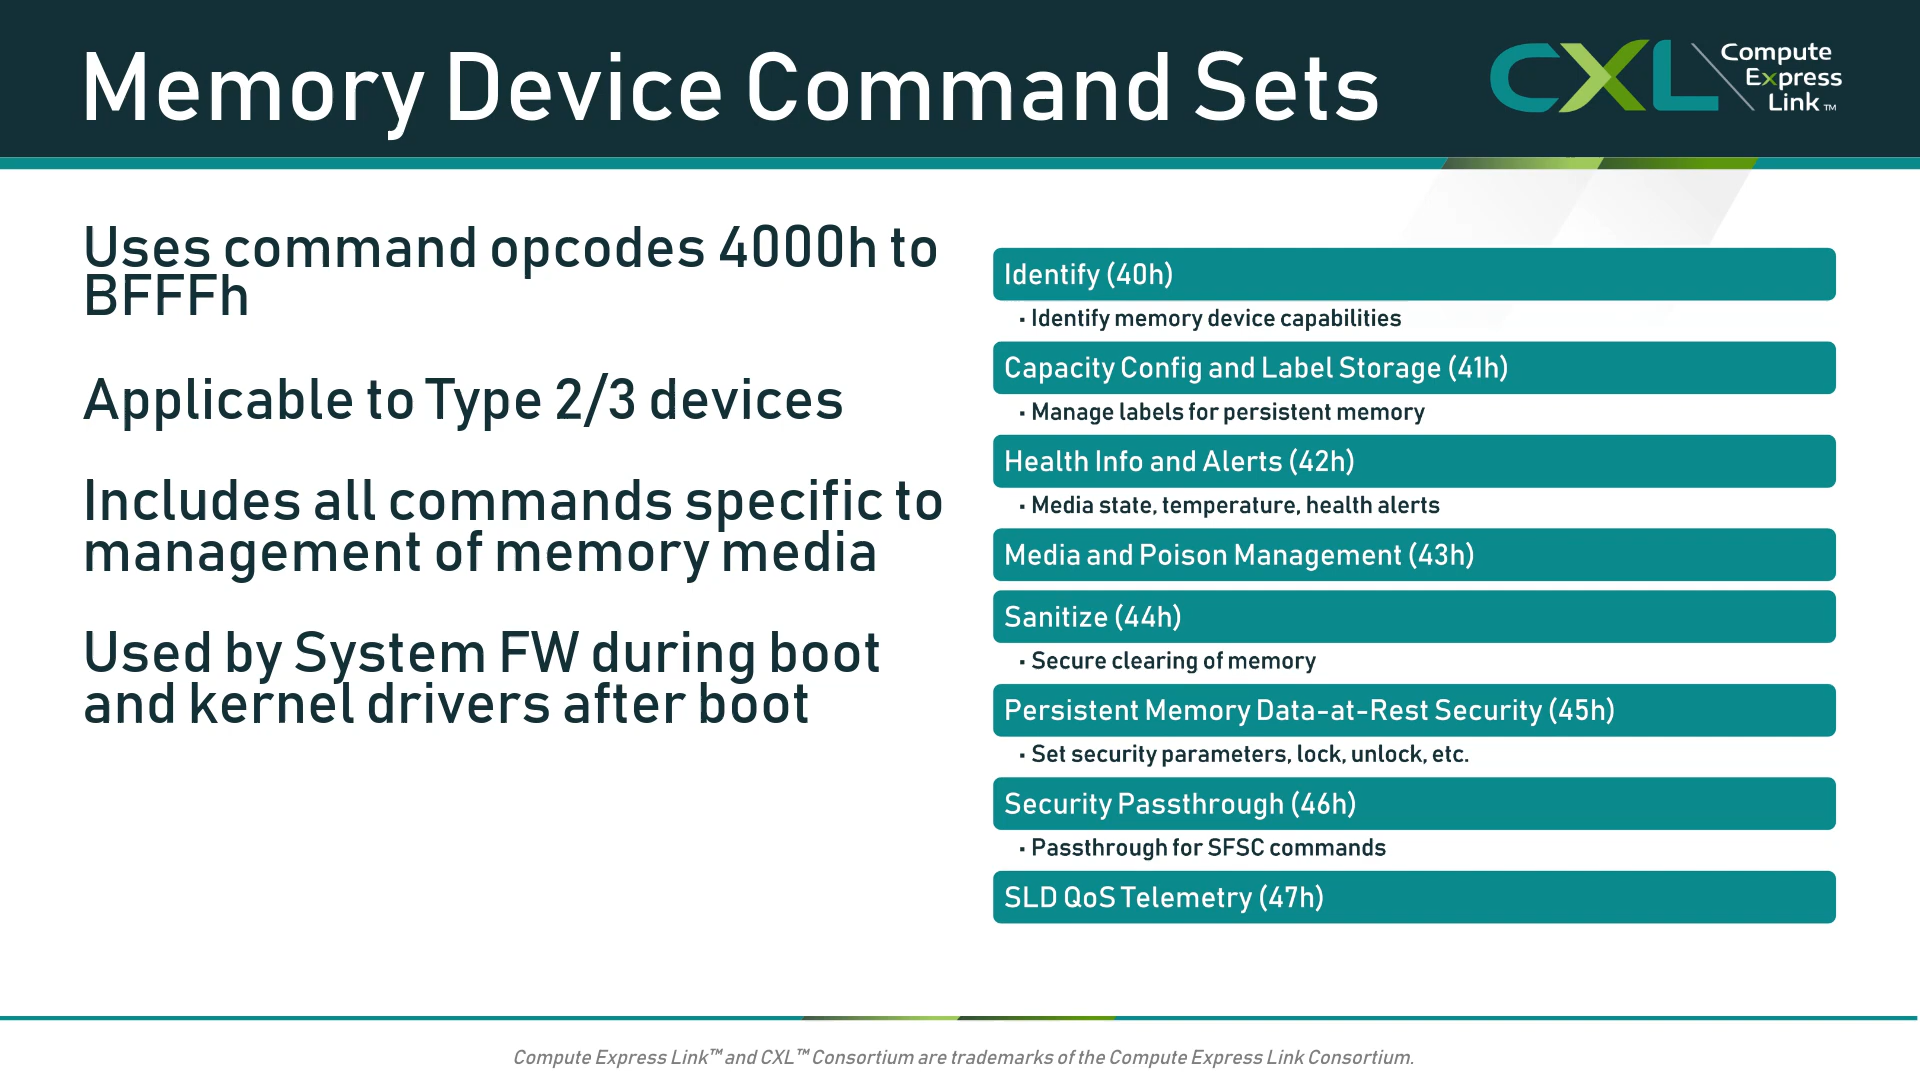 Memory Device Command Sets
CXL
Compute
Express
Link™
Uses command opcodes 4000h to
BFFFh
Applicable to Type 2/3 devices
Includes all commands specific to
management of memory media
Used by System FW during boot
and kernel drivers after boot
Identify (40h)
▪ Identify memory device capabilities
Capacity Config and Label Storage (41h)
▪ Manage labels for persistent memory
Health Info and Alerts (42h)
▪ Media state, temperature, health alerts
Media and Poison Management (43h)
Sanitize (44h)
▪ Secure clearing of memory
Persistent Memory Data-at-Rest Security (45h)
▪ Set security parameters, lock, unlock, etc.
Security Passthrough (46h)
▪ Passthrough for SFSC commands
SLD QoS Telemetry (47h)
Compute Express Link™ and CXL™ Consortium are trademarks of the Compute Express Link Consortium.